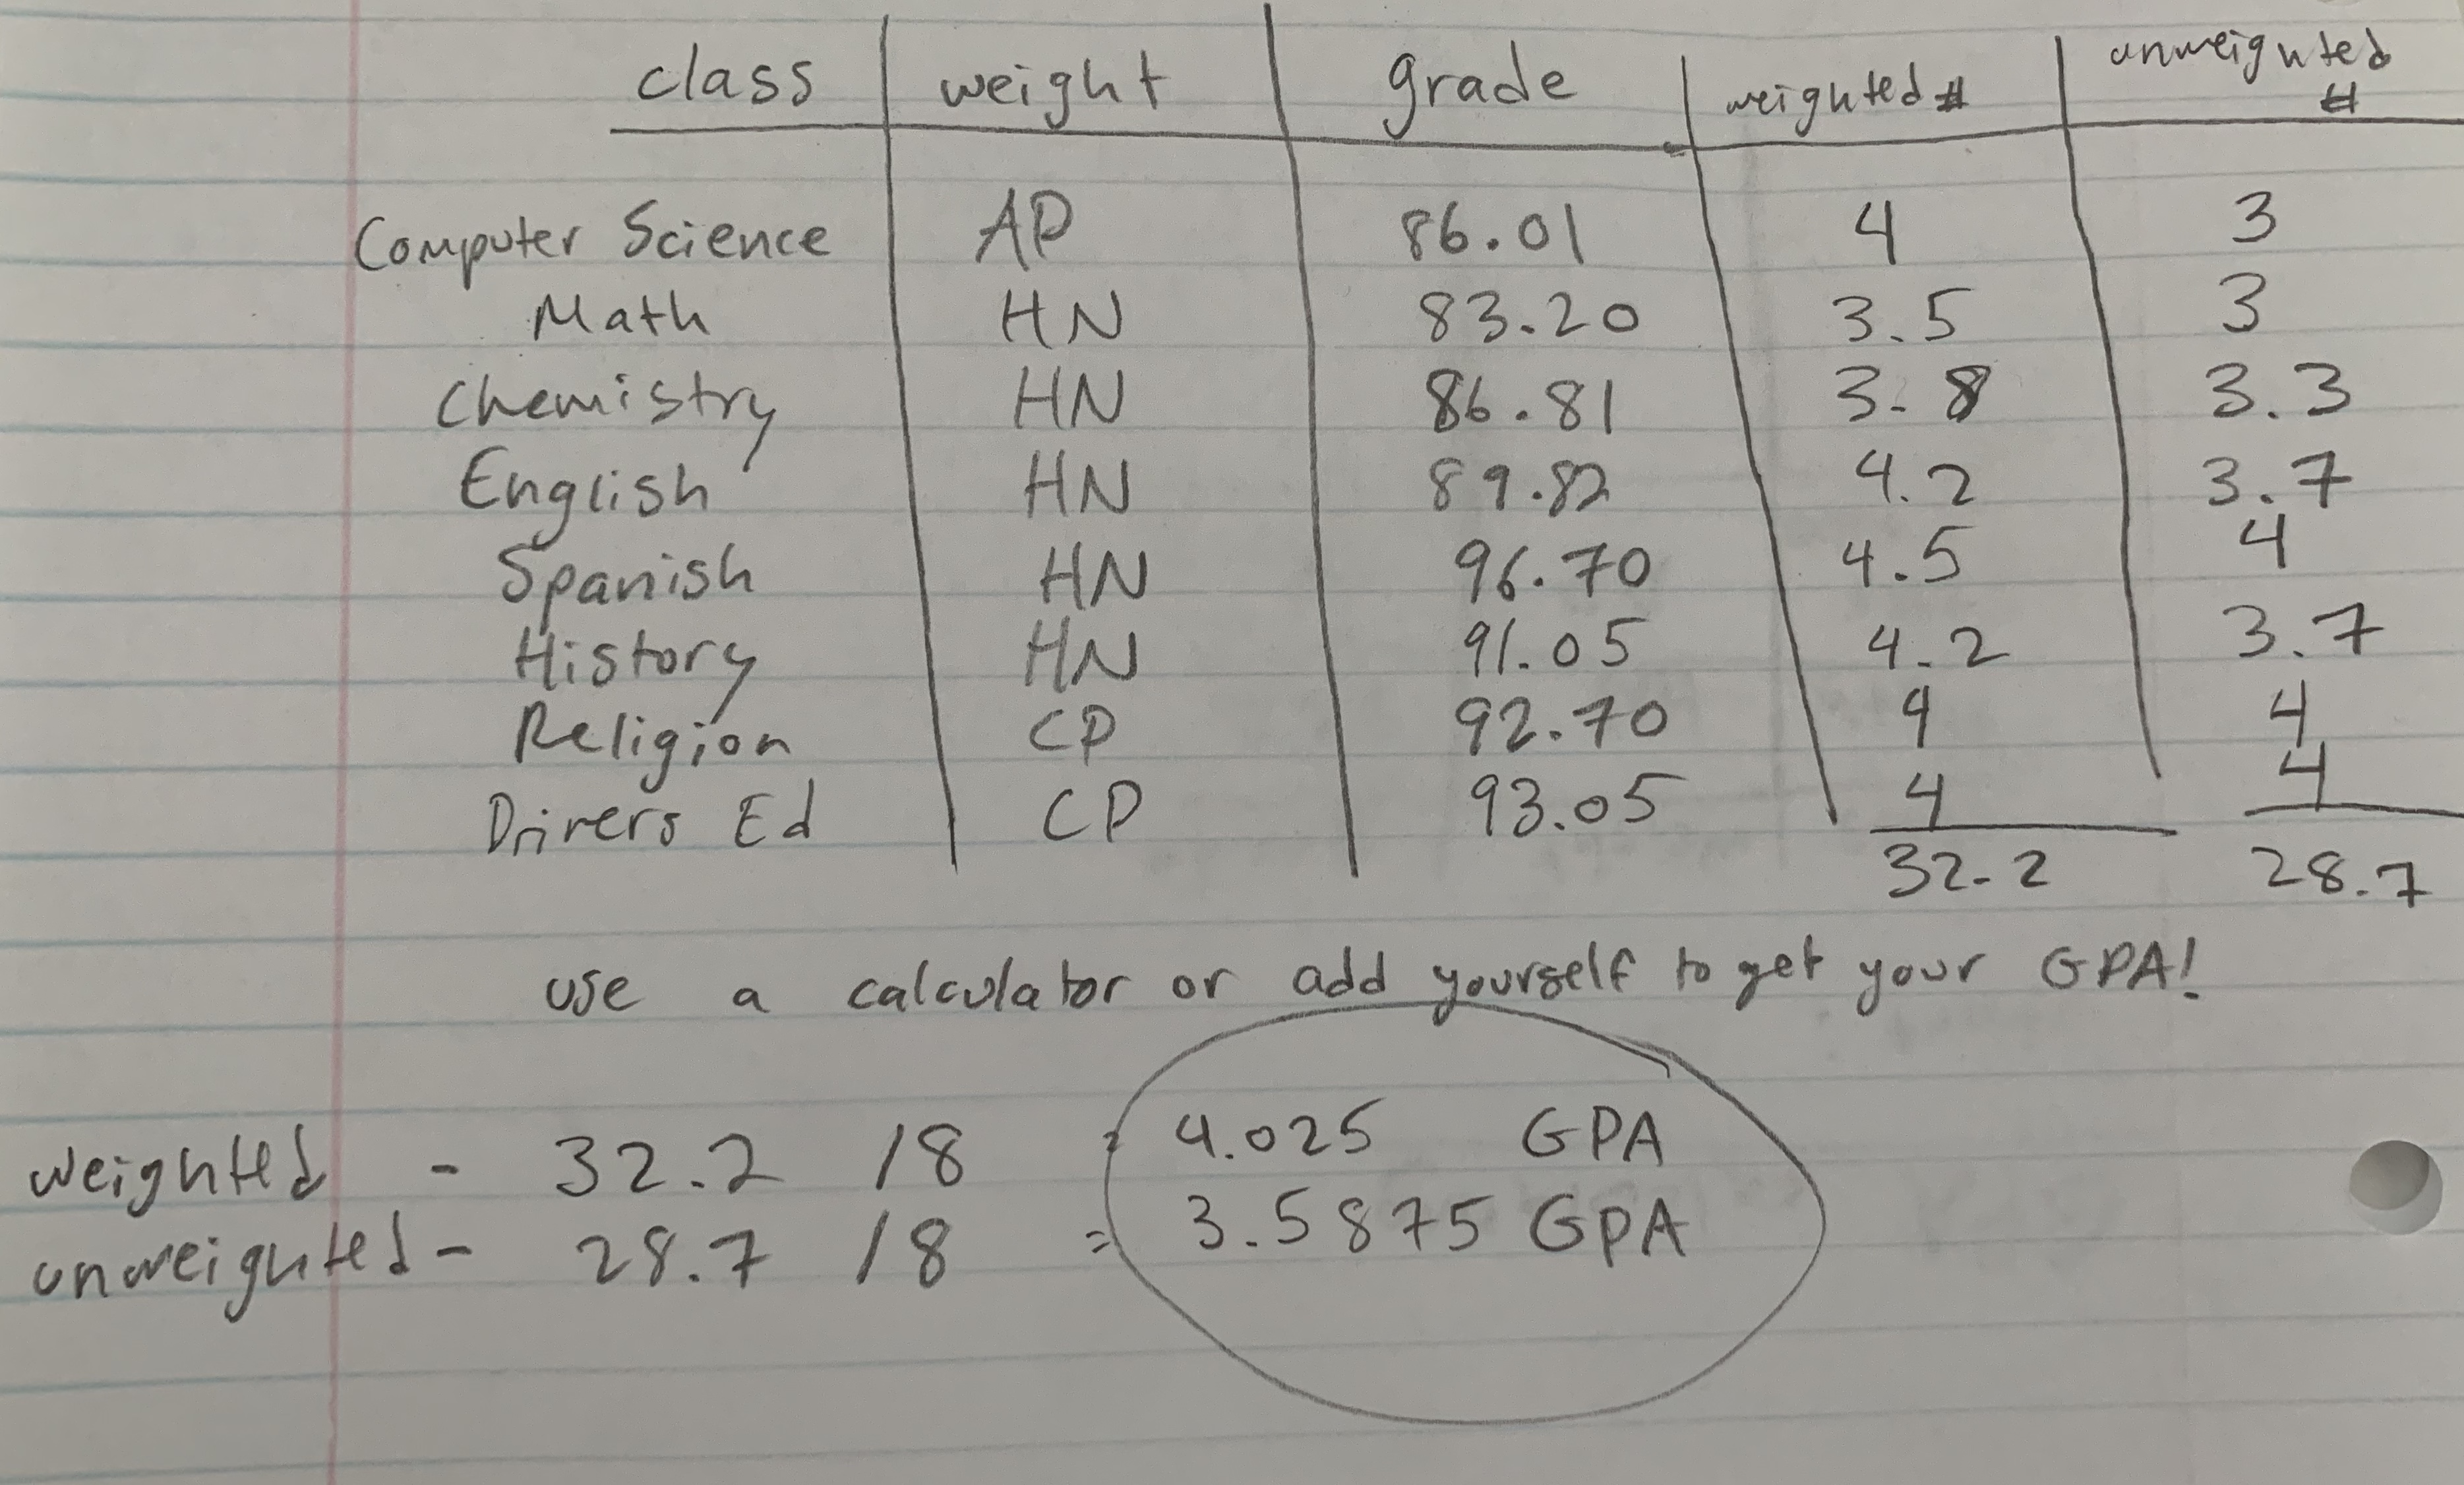 class weight grade weighted # unweighted #
Computer Science AP 86.01 4 3
Math HN 83.20 3.5 3
Chemistry HN 86.81 3.8 3.3
English HN 89.82 4.2 3.7
Spanish HN 96.70 4.5 4
History HN 91.05 4.2 3.7
Religion CP 92.70 4 4
Drivers Ed CP 93.05 4 4
32.2 28.7
use a calculator or add yourself to get your GPA!
weighted - 32.2 /8 = 4.025 GPA
unweighted - 28.7 /8 = 3.5875 GPA